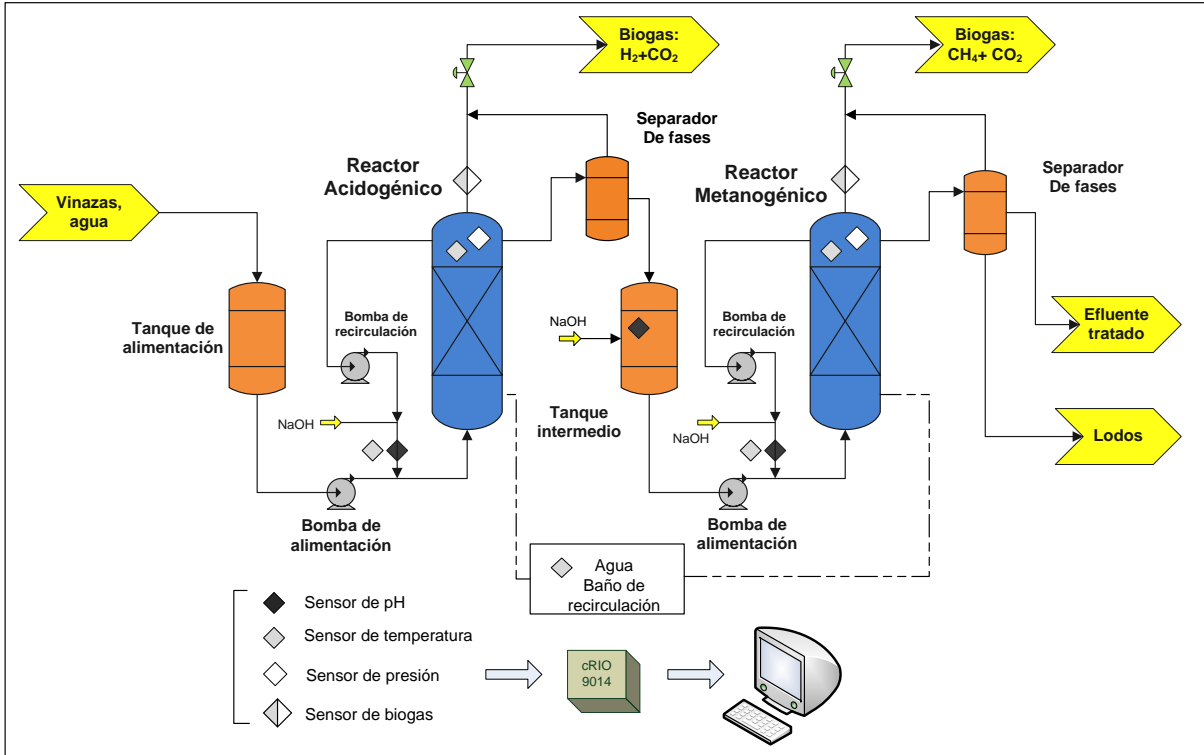 Biogas:
H2+CO2
Biogas:
CH4+ CO2
Separador
De fases
Reactor
Acidogénico
Reactor
Metanogénico
Separador
De fases
Vinazas,
agua
Tanque de
alimentación
Bomba de
recirculación
NaOH
Bomba de
recirculación
Efluente
tratado
NaOH
Tanque
intermedio
NaOH
Lodos
Bomba de
alimentación
Bomba de
alimentación
Agua
Baño de
recirculación
Sensor de pH
Sensor de temperatura
Sensor de presión
Sensor de biogas
cRIO
9014